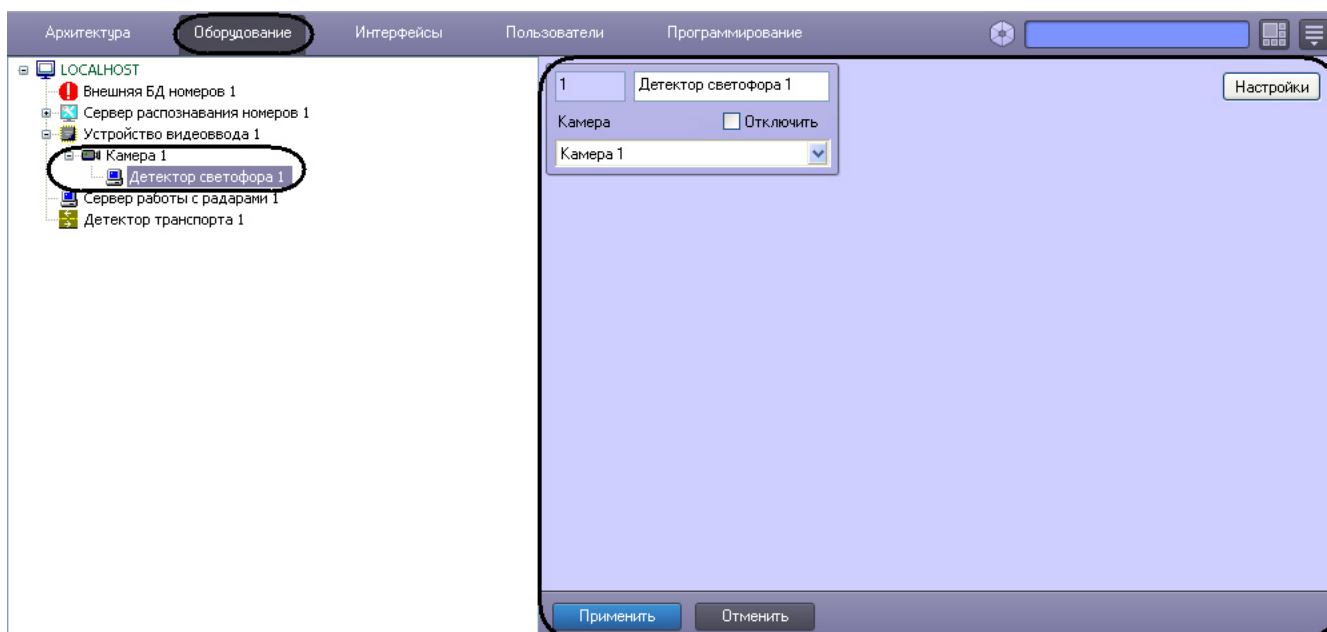 Архитектура Оборудование Интерфейсы Пользователи Программирование
LOCALHOST
Внешняя БД номеров 1
Сервер распознавания номеров 1
Устройство видеоввода 1
Камера 1
Детектор светофора 1
Сервер работы с радарами 1
Детектор транспорта 1
1 Детектор светофора 1
Настройки
Камера Отключить
Камера 1
Применить Отменить